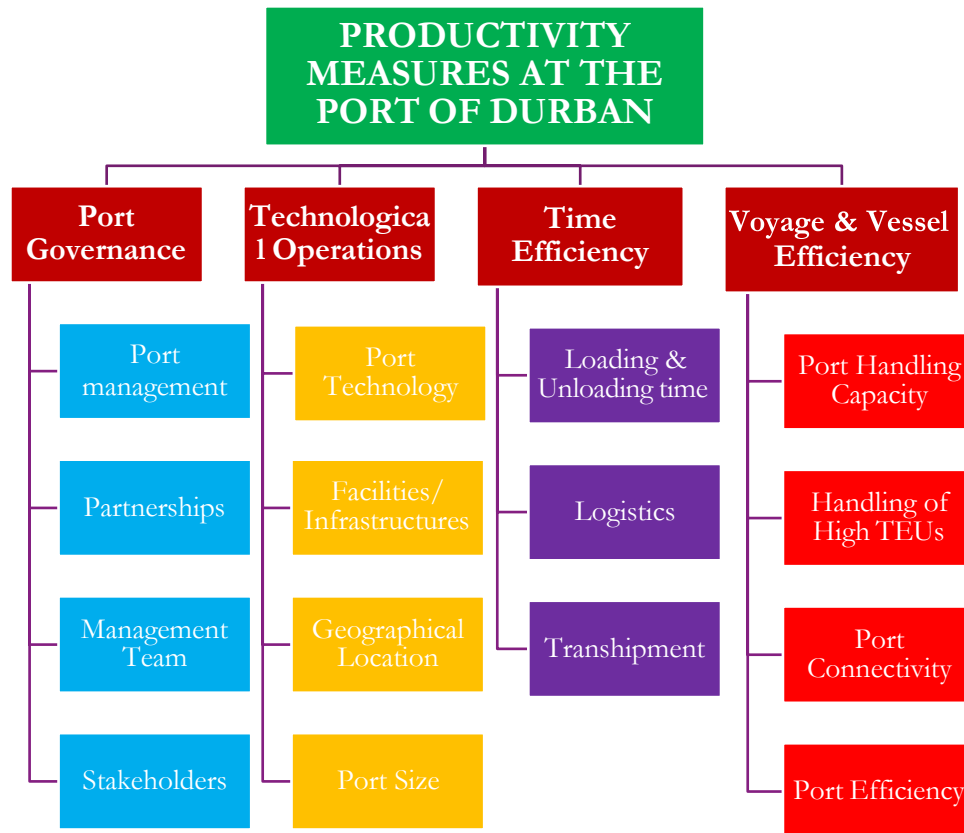 PRODUCTIVITY
MEASURES AT THE
PORT OF DURBAN
Port
Governance
Technologica
l Operations
Time
Efficiency
Voyage & Vessel
Efficiency
Port
management
Partnerships
Management
Team
Stakeholders
Port
Technology
Facilities/
Infrastructures
Geographical
Location
Port Size
Loading &
Unloading time
Logistics
Transhipment
Port Handling
Capacity
Handling of
High TEUs
Port
Connectivity
Port Efficiency